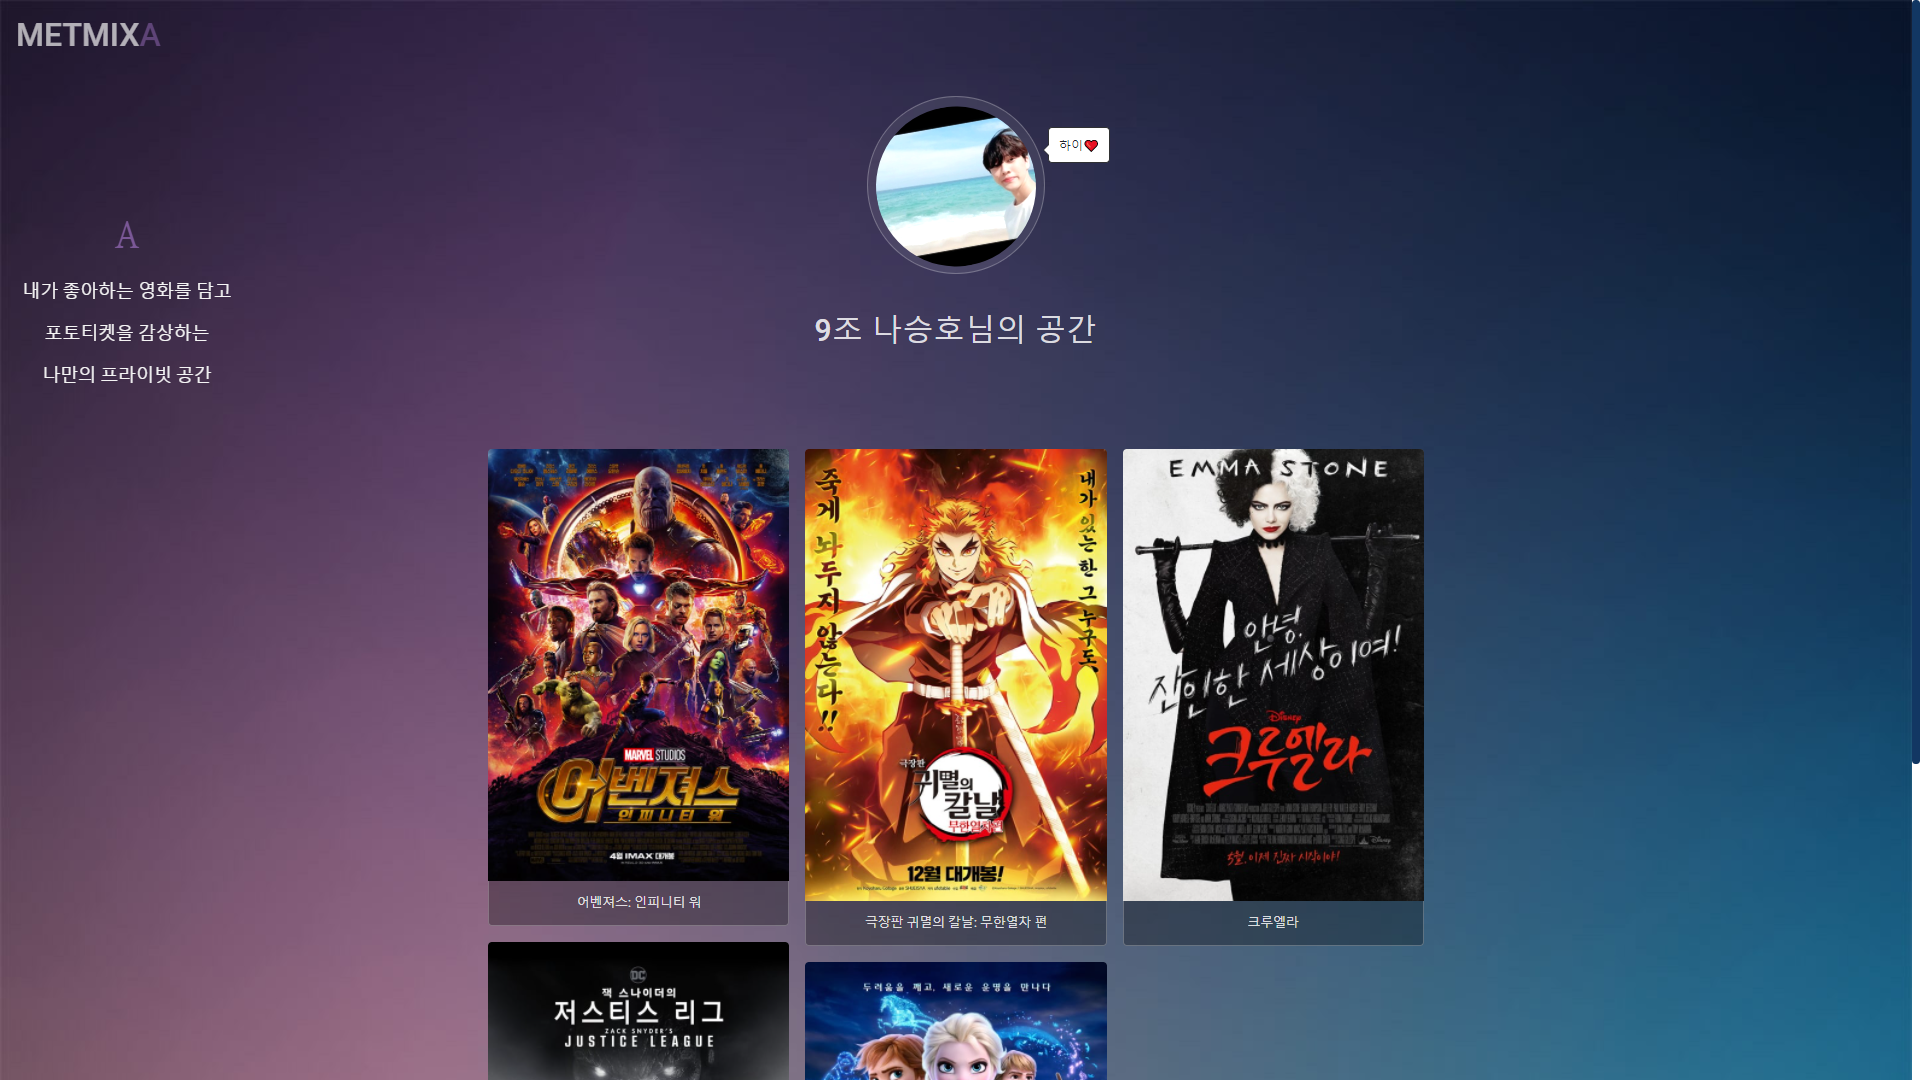 METMIXA
하이
A
내가 좋아하는 영화를 담고
포토티켓을 감상하는
나만의 프라이빗 공간
9조 나승호님의 공간
MARVEL STUDIOS
어벤져스
인피니티 워
4월 IMAX 대개봉
어벤져스: 인피니티 워
죽게 놔두지 않는다!!
내가 있는 한 그 누구도,
극장판
귀멸의 칼날
무한열차편
12월 대개봉!
극장판 귀멸의 칼날: 무한열차 편
EMMA STONE
안녕,
잔인한 세상이여!
Disney
크루엘라
5월, 이제 진짜 시작이야!
크루엘라
DC
잭 스나이더의
저스티스 리그
ZACK SNYDER'S
JUSTICE LEAGUE
두려움을 깨고, 새로운 운명을 만나다